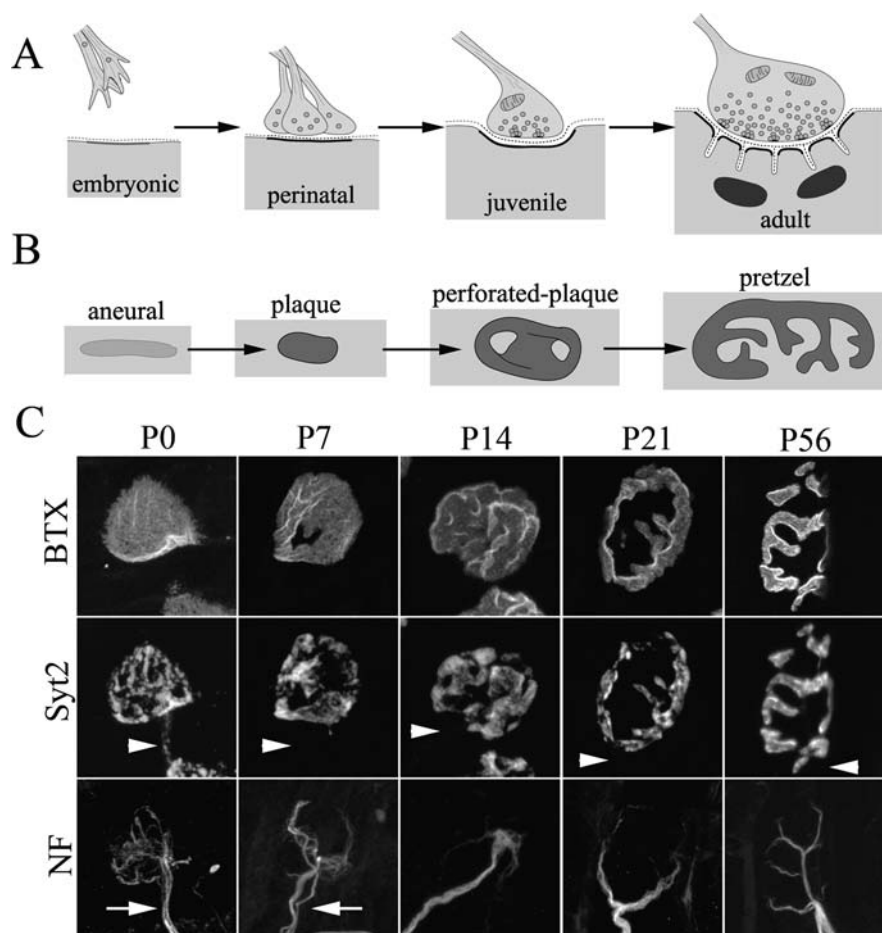 A
embryonic
perinatal
juvenile
adult
B
aneural
plaque
perforated-plaque
pretzel
C
P0 P7 P14 P21 P56
BTX
Syt2
NF